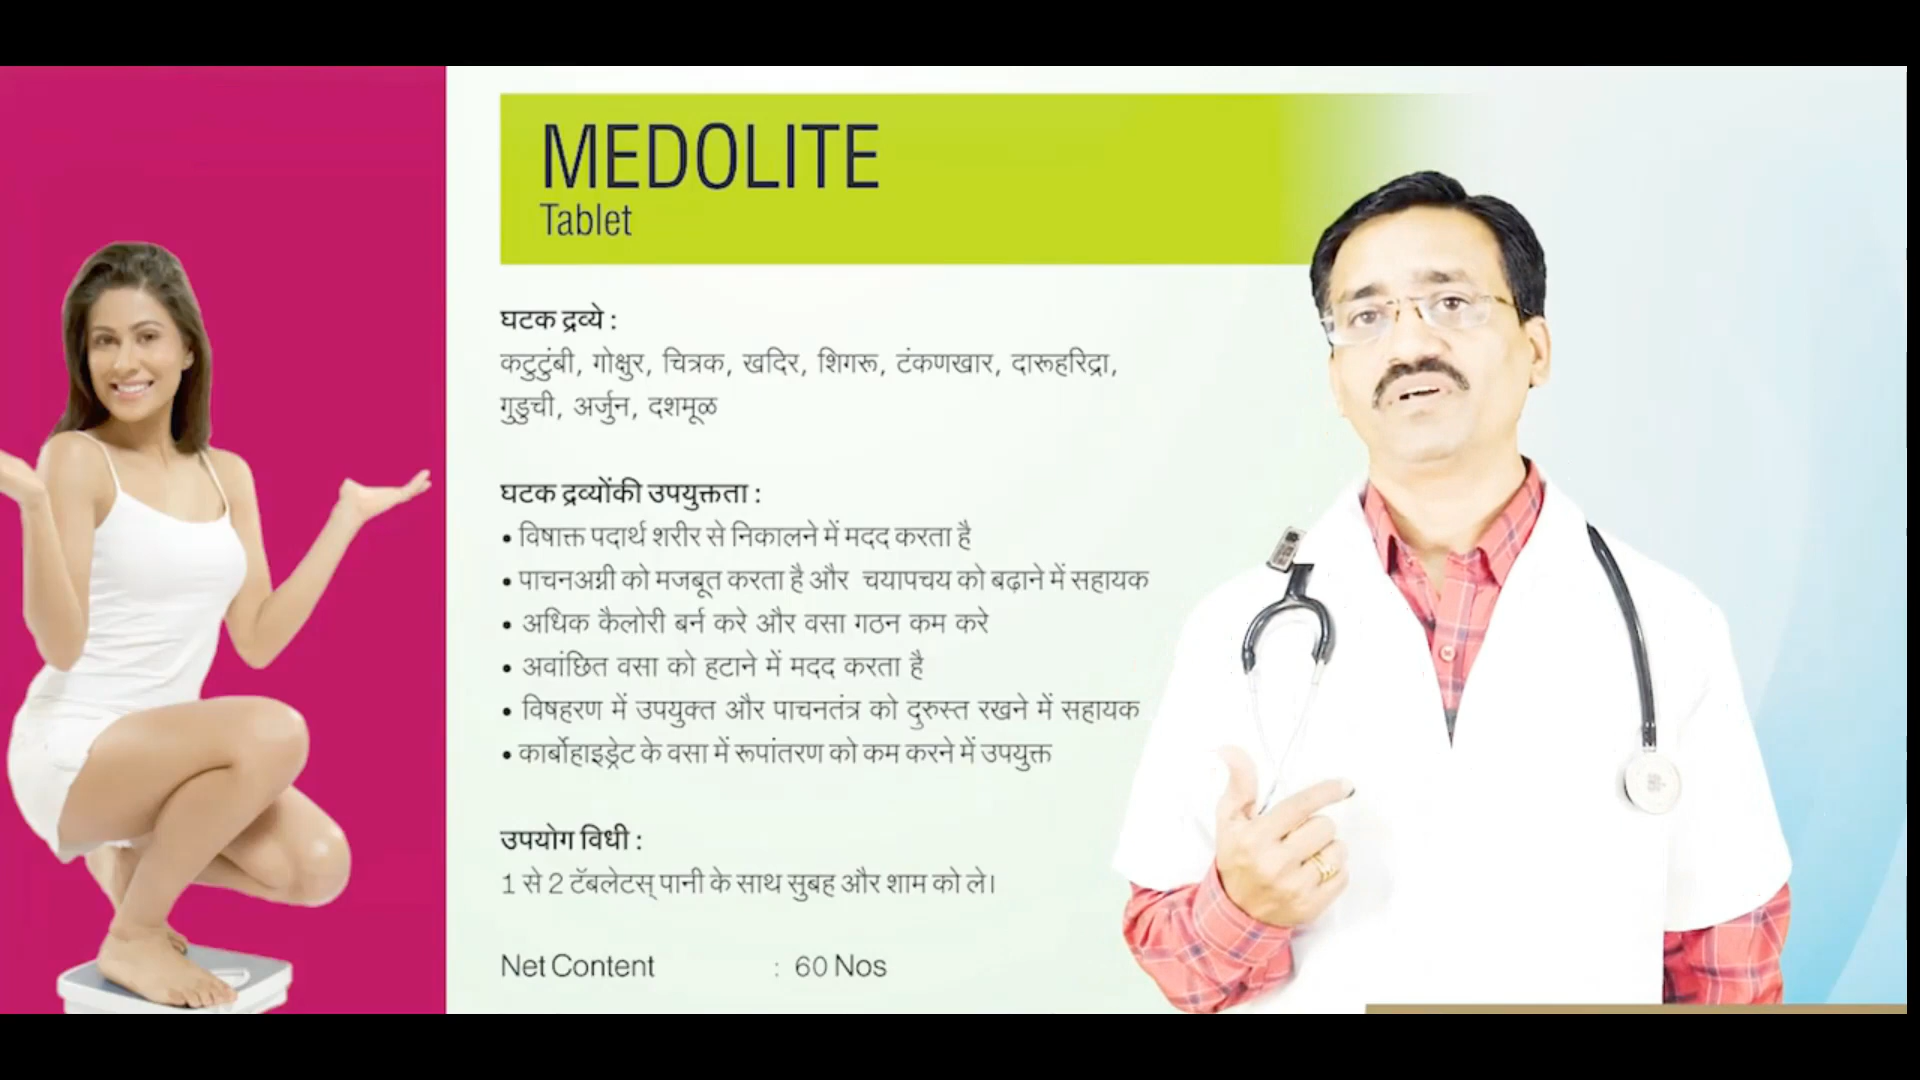 MEDOLITE
Tablet
घटक द्रव्ये :
कटुटुंबी, गोक्षुर, चित्रक, खदिर, शिगरू, टंकणखार, दारूहरिद्रा,
गुडुची, अर्जुन, दशमूळ
घटक द्रव्योंकी उपयुक्तता :
• विषाक्त पदार्थ शरीर से निकालने में मदद करता है
• पाचनअग्नी को मजबूत करता है और चयापचय को बढ़ाने में सहायक
• अधिक कैलोरी बर्न करे और वसा गठन कम करे
• अवांछित वसा को हटाने में मदद करता है
• विषहरण में उपयुक्त और पाचनतंत्र को दुरुस्त रखने में सहायक
• कार्बोहाइड्रेट के वसा में रूपांतरण को कम करने में उपयुक्त
उपयोग विधी :
1 से 2 टॅबलेटस् पानी के साथ सुबह और शाम को ले।
Net Content : 60 Nos